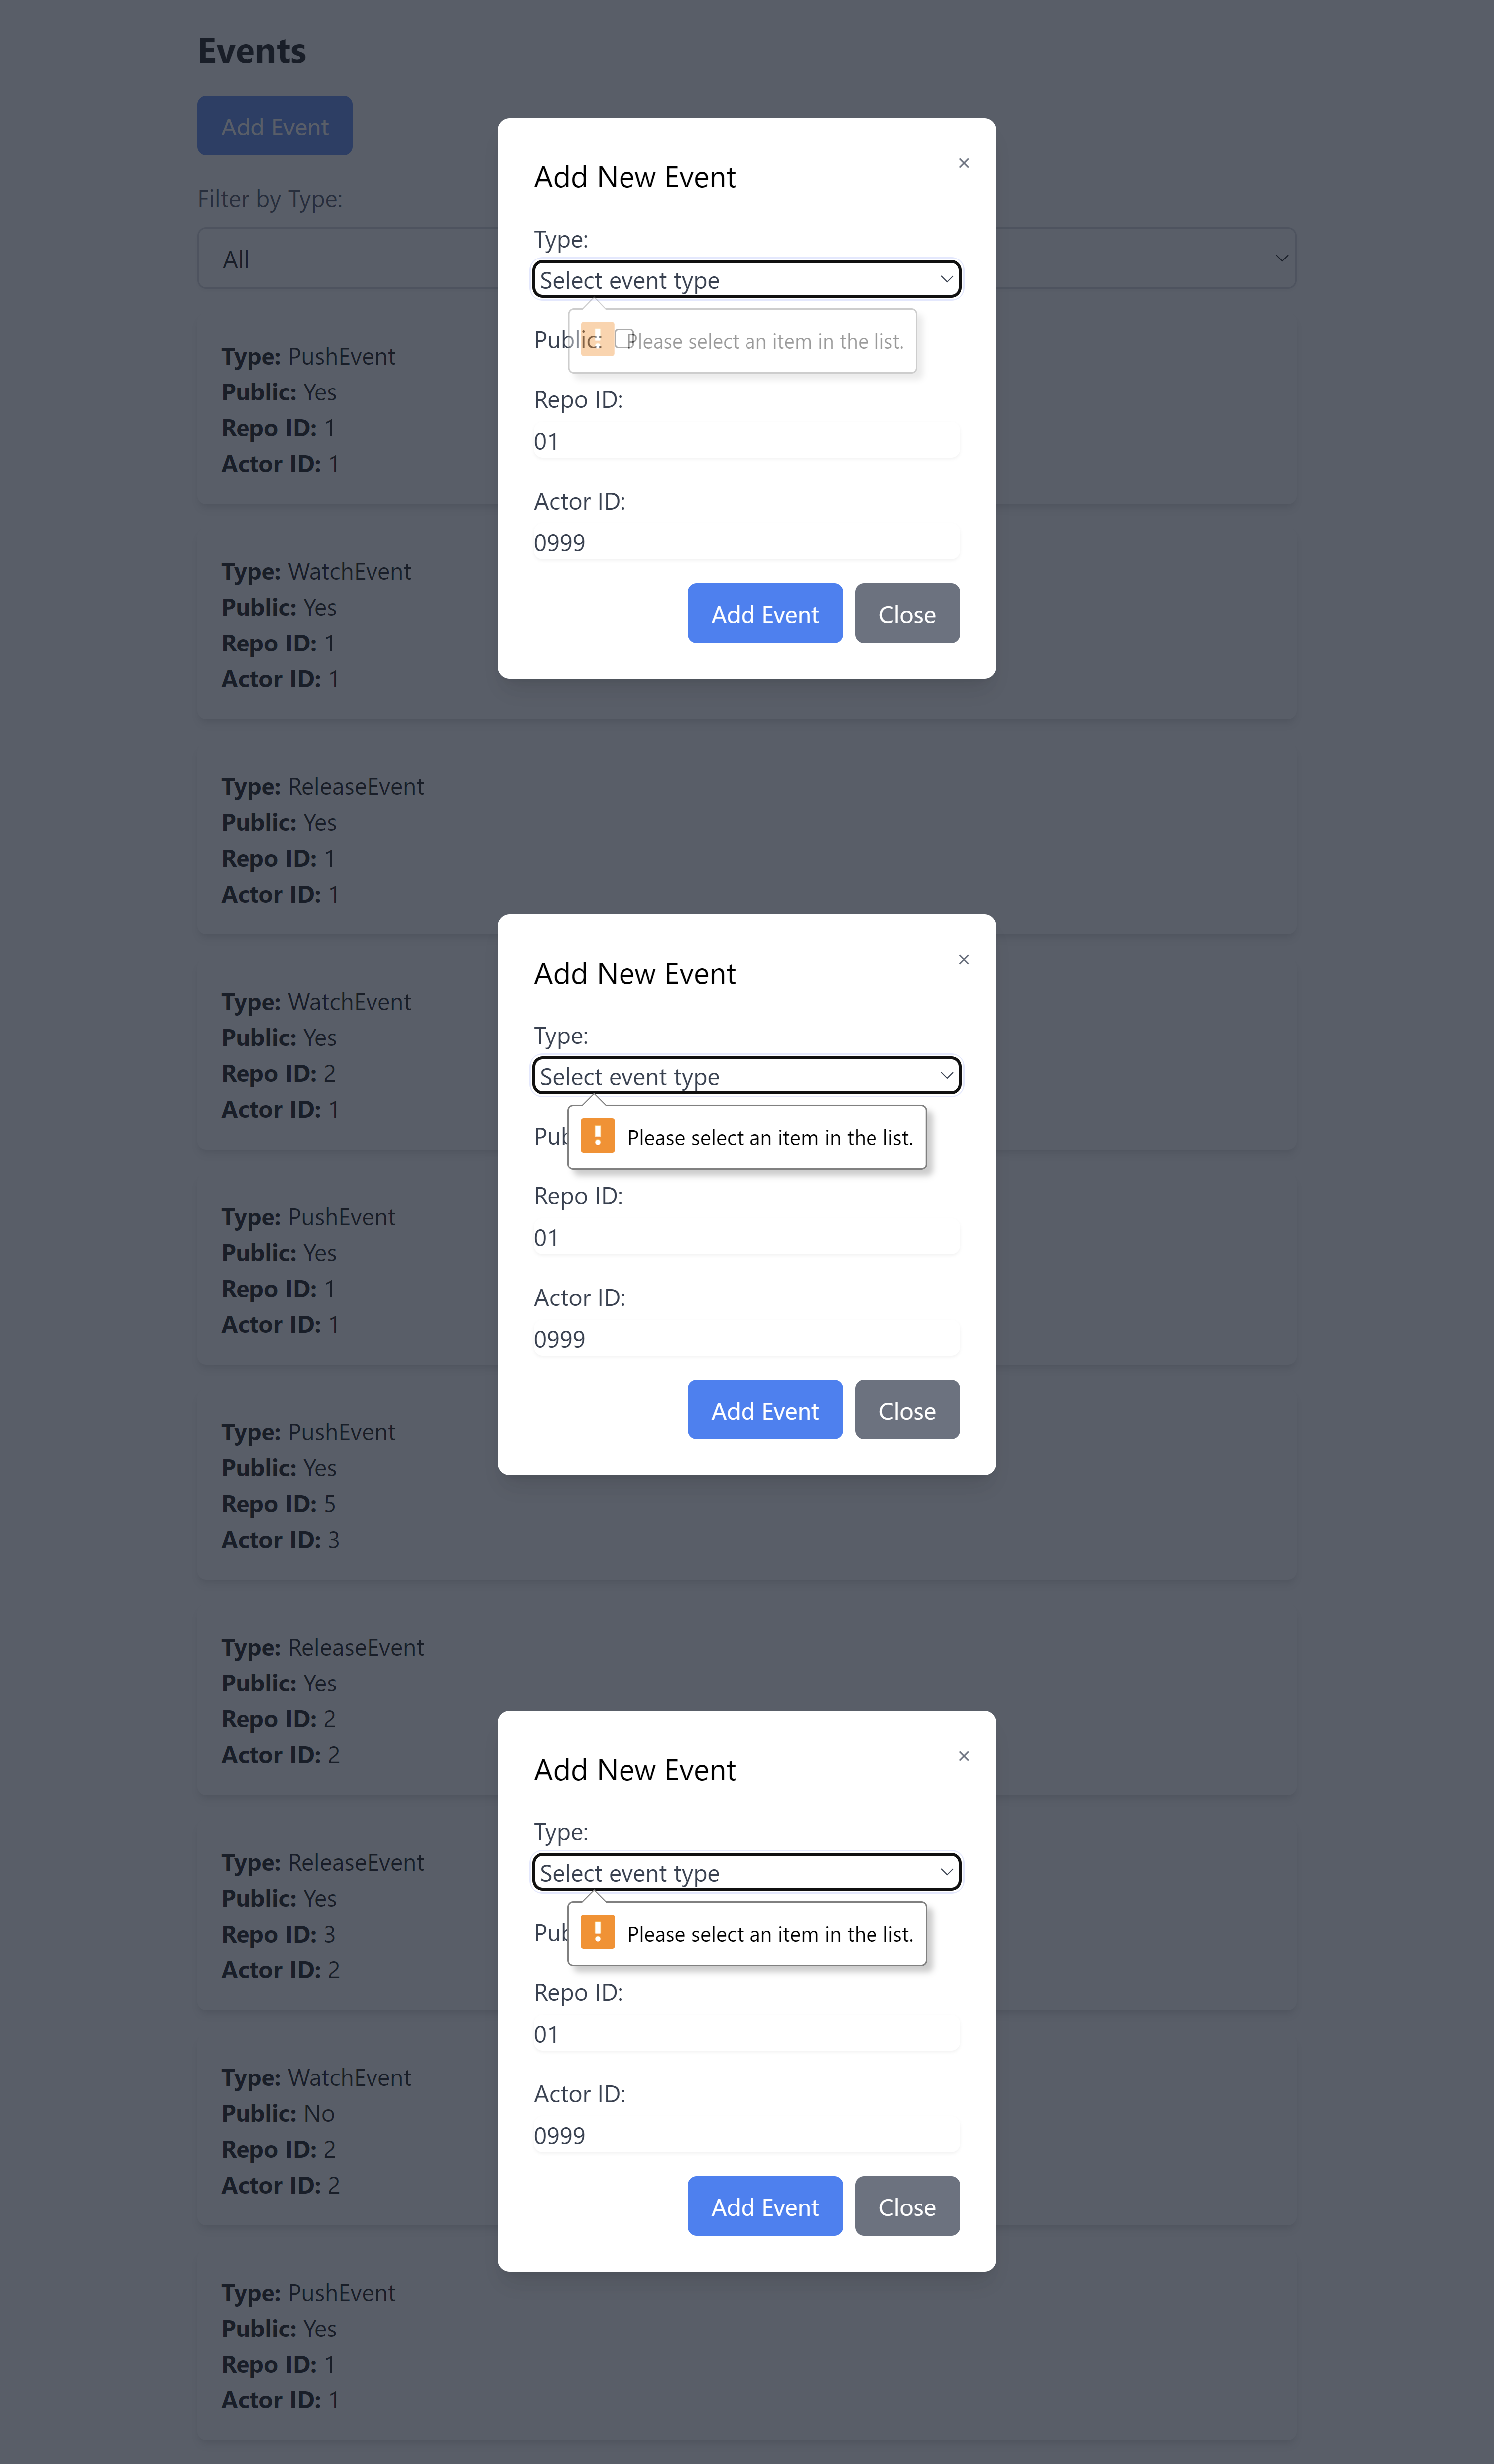 Events
Add Event
Filter by Type:
All
Type: PushEvent
Public: Yes
Repo ID: 1
Actor ID: 1
Type: WatchEvent
Public: Yes
Repo ID: 1
Actor ID: 1
Type: ReleaseEvent
Public: Yes
Repo ID: 1
Actor ID: 1
Type: WatchEvent
Public: Yes
Repo ID: 2
Actor ID: 1
Type: PushEvent
Public: Yes
Repo ID: 1
Actor ID: 1
Type: PushEvent
Public: Yes
Repo ID: 5
Actor ID: 3
Type: ReleaseEvent
Public: Yes
Repo ID: 2
Actor ID: 2
Type: ReleaseEvent
Public: Yes
Repo ID: 3
Actor ID: 2
Type: WatchEvent
Public: No
Repo ID: 2
Actor ID: 2
Type: PushEvent
Public: Yes
Repo ID: 1
Actor ID: 1
Add New Event
×
Type:
Select event type
Public:
Please select an item in the list.
Repo ID:
01
Actor ID:
0999
Add Event
Close
Add New Event
×
Type:
Select event type
Pub
Please select an item in the list.
Repo ID:
01
Actor ID:
0999
Add Event
Close
Add New Event
×
Type:
Select event type
Pub
Please select an item in the list.
Repo ID:
01
Actor ID:
0999
Add Event
Close